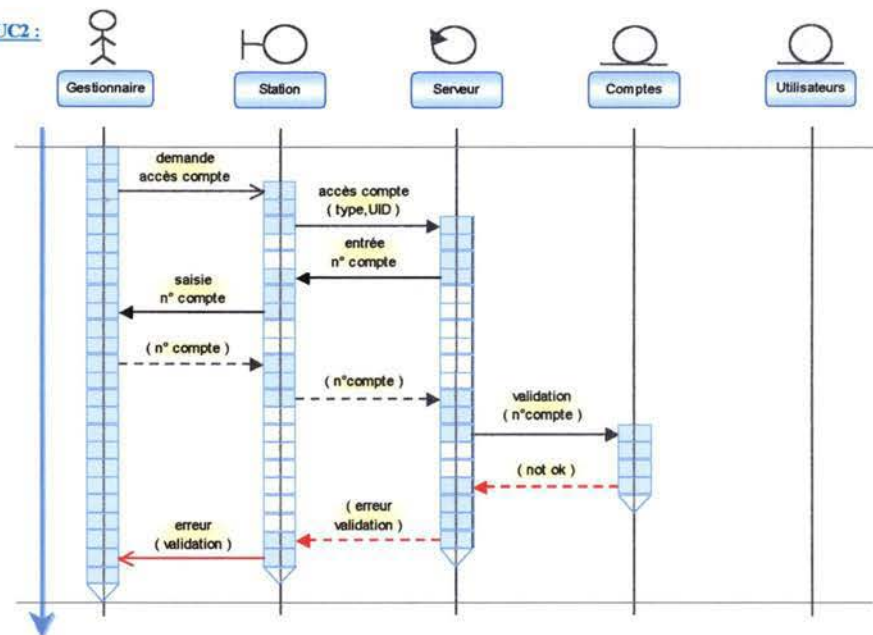 UC2 :
Gestionnaire
Station
Serveur
Comptes
Utilisateurs
demande
accès compte
accès compte
( type,UID )
entrée
n° compte
saisie
n° compte
( n° compte )
( n°compte )
validation
( n°compte )
( not ok )
( erreur
validation )
erreur
( validation )